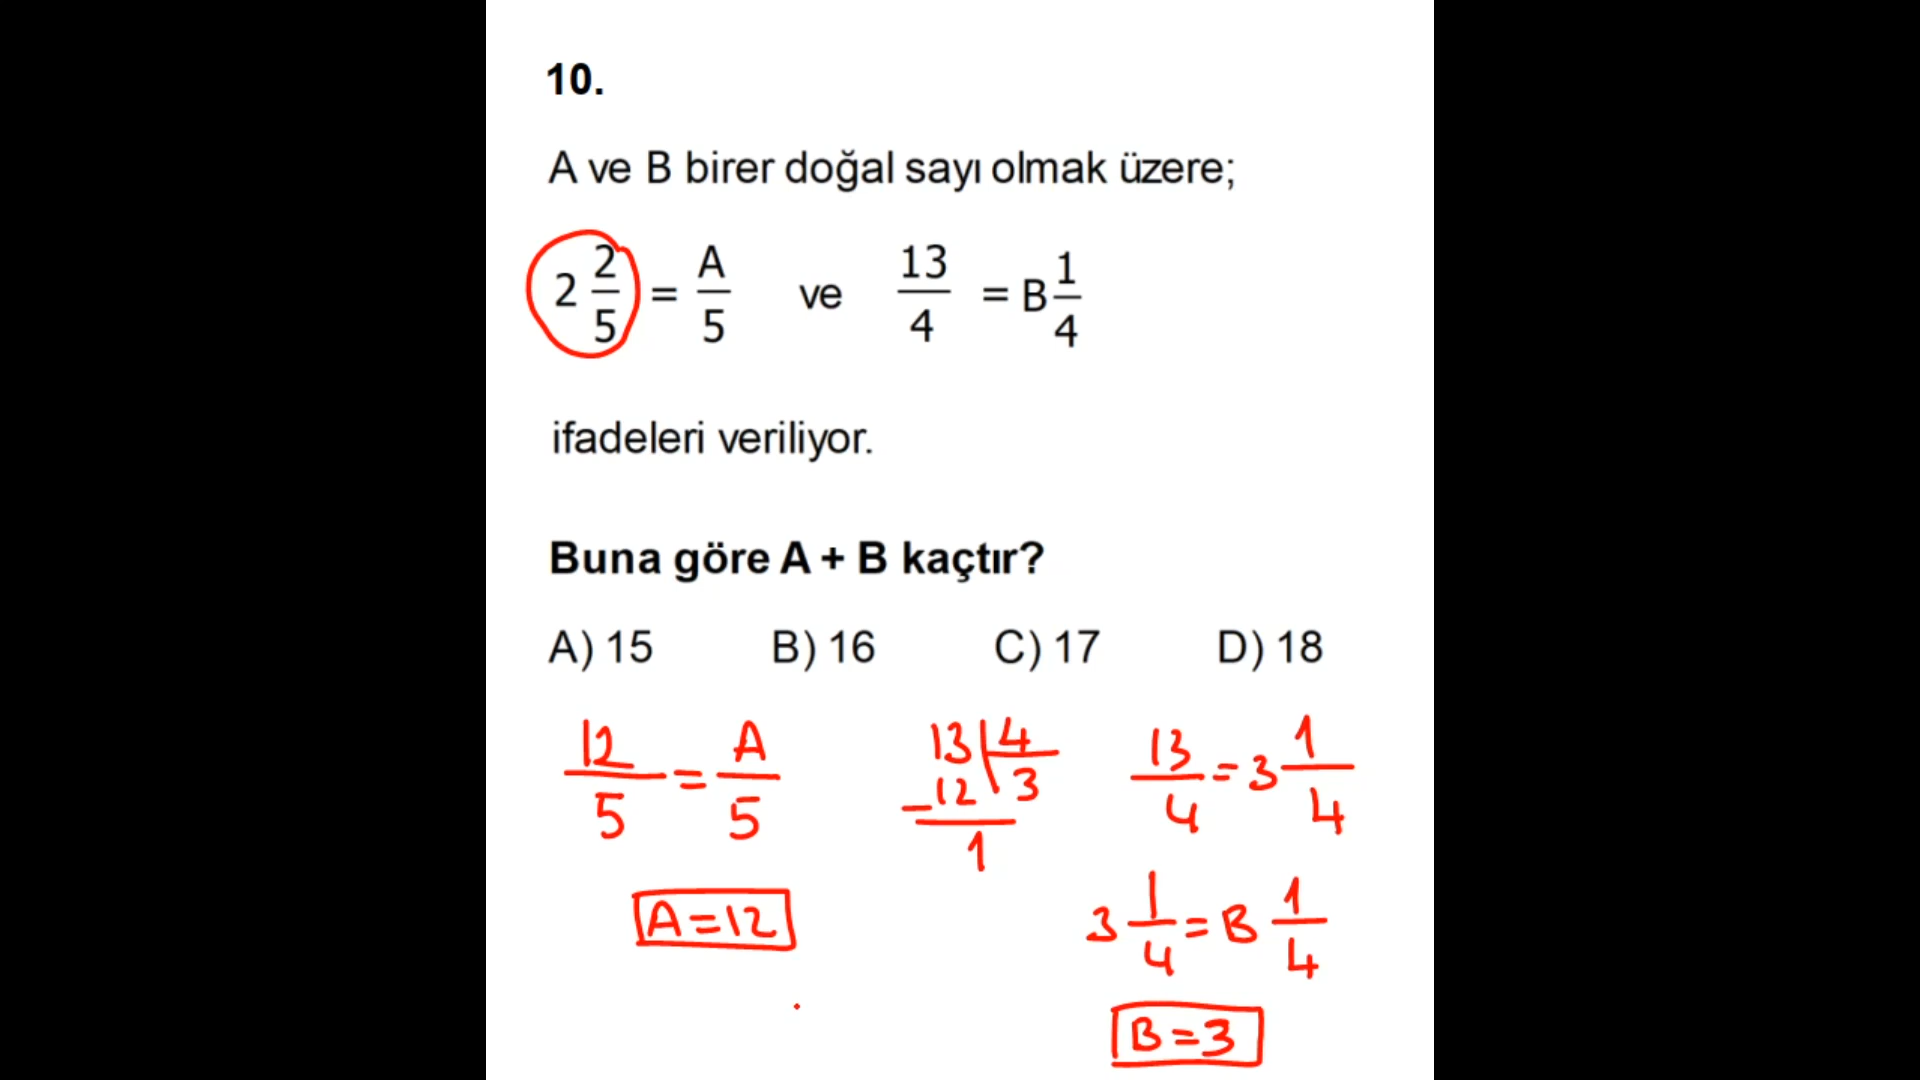 10.
A ve B birer doğal sayı olmak üzere;
2 2/5 = A/5 ve 13/4 = B 1/4
ifadeleri veriliyor.
Buna göre A + B kaçtır?
A) 15 B) 16 C) 17 D) 18
12/5 = A/5
A=12
13 4
-12 3
1
13/4 = 3 1/4
3 1/4 = B 1/4
B=3